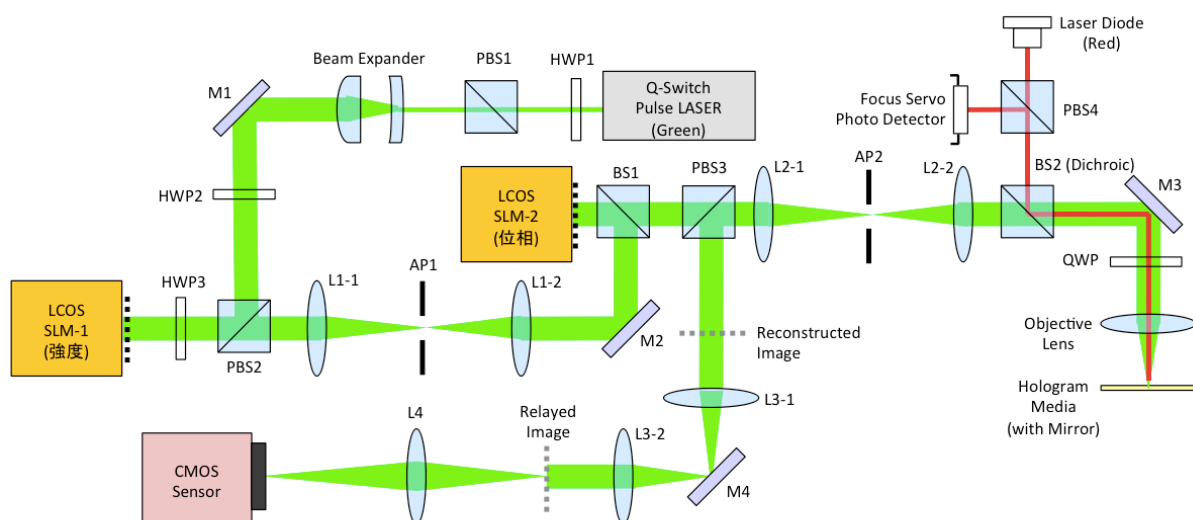 Laser Diode
(Red)
Beam Expander
PBS1
HWP1
M1
Q-Switch
Pulse LASER
(Green)
Focus Servo
Photo Detector
PBS4
HWP2
LCOS
SLM-2
(位相)
BS1
PBS3
L2-1
AP2
L2-2
BS2 (Dichroic)
M3
QWP
HWP3
L1-1
AP1
L1-2
LCOS
SLM-1
(強度)
PBS2
M2
Reconstructed
Image
Objective
Lens
L3-1
Hologram
Media
(with Mirror)
L4
Relayed
Image
L3-2
CMOS
Sensor
M4